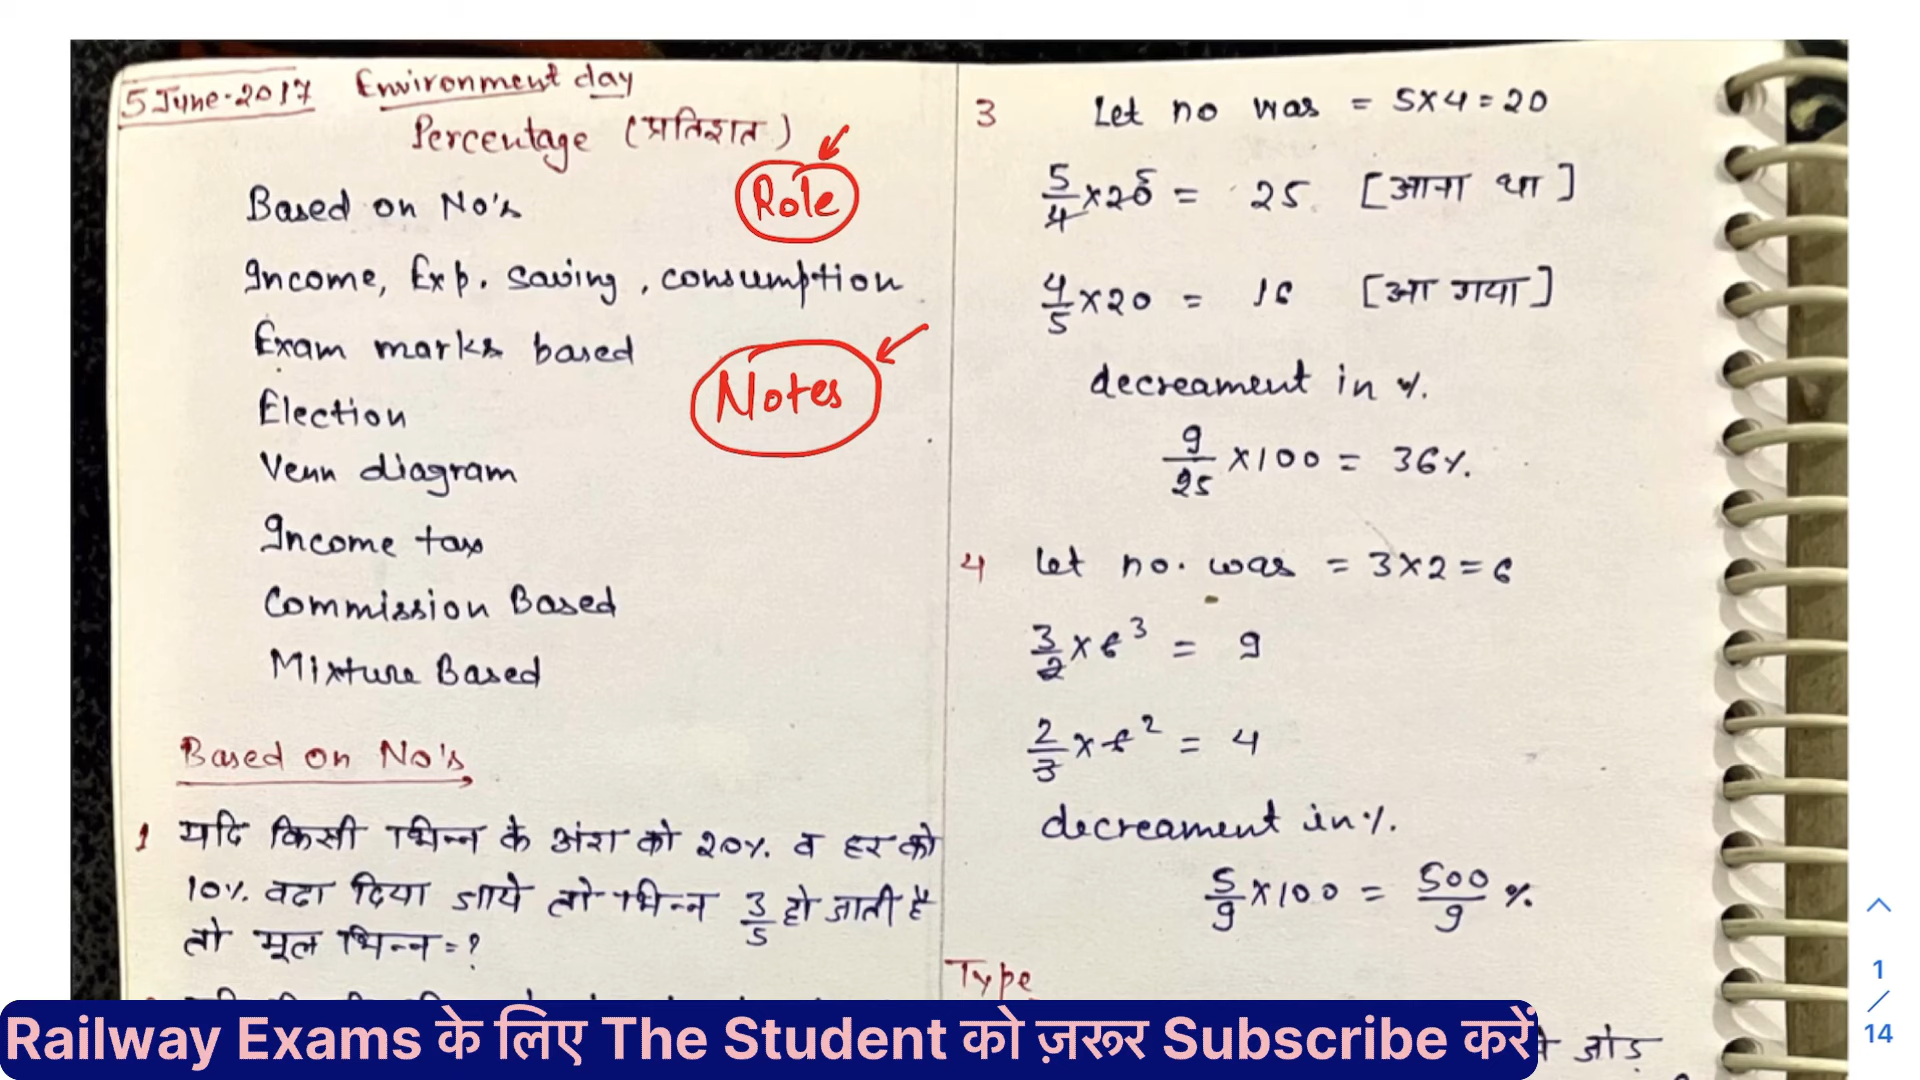 5 June-2017 Environment day
Percentage (प्रतिशत)
Role
Based on No's
Income, Exp. saving, consumption
Exam marks based
Notes
Election
Venn diagram
Income tax
Commission Based
Mixture Based
Based on No's
1 यदि किसी भिन्न के अंश को 20%. व हर को
10%. बढा दिया जाये तो भिन्न 3/5 हो जाती है
तो मूल भिन्न = ?
3 Let no was = 5×4=20
5/4 × 20 5 = 25. [आना था]
4/5 × 20 = 16 [आ गया]
decreament in %.
9/25 ×100 = 36%.
4 Let no. was = 3×2=6
3/2 × 6 3 = 9
2/3 × 6 2 = 4
decreament in %.
5/9 ×100 = 500/9 %.
Type
जोड़
Railway Exams के लिए The Student को ज़रूर Subscribe करें
1
/
14